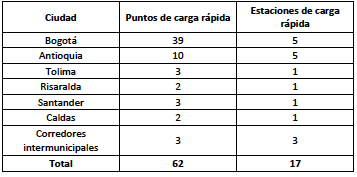 Ciudad Puntos de carga rápida Estaciones de carga
rápida
Bogotá 39 5
Antioquia 10 5
Tolima 3 1
Risaralda 2 1
Santander 3 1
Caldas 2 1
Corredores
intermunicipales 3 3
Total 62 17